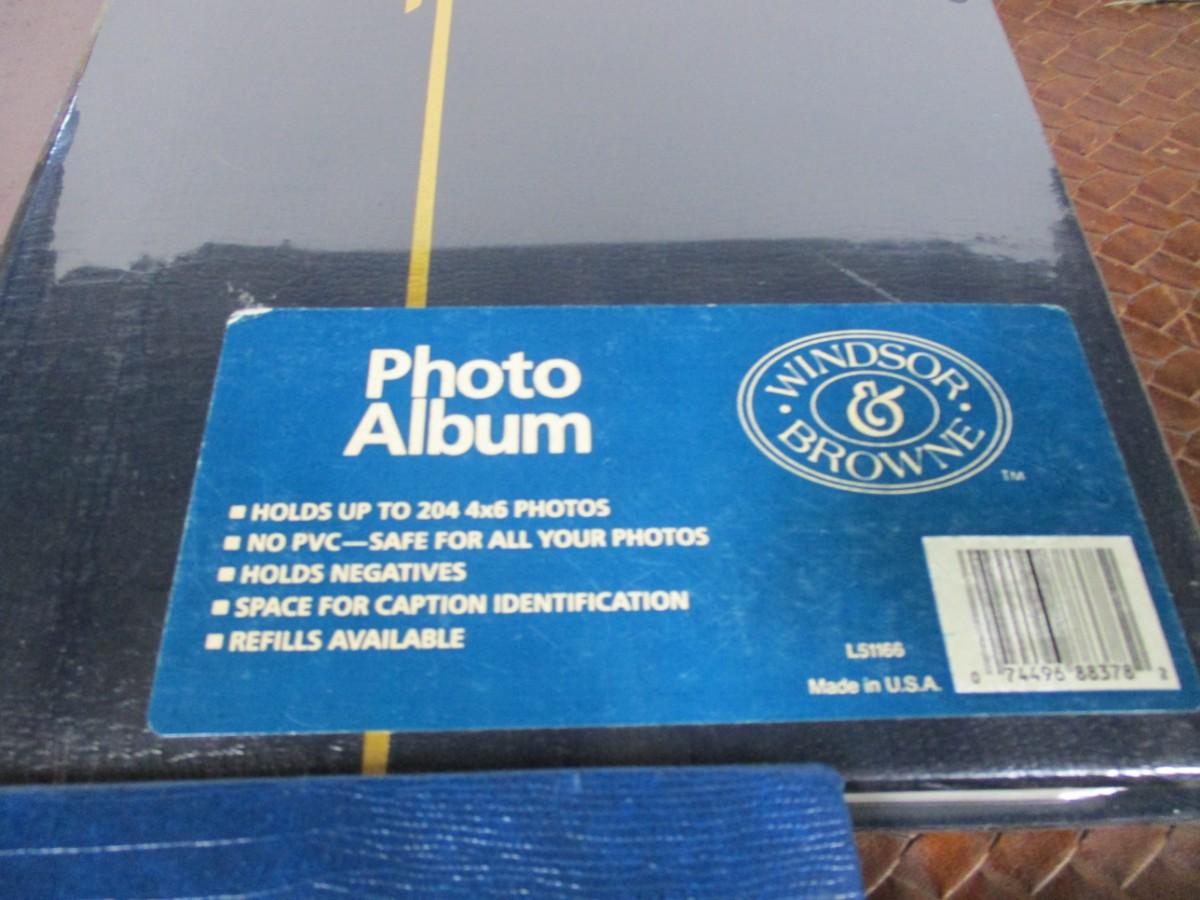 Photo
Album
WINDSOR
&
BROWNE
TM
■ HOLDS UP TO 204 4x6 PHOTOS
■ NO PVC—SAFE FOR ALL YOUR PHOTOS
■ HOLDS NEGATIVES
■ SPACE FOR CAPTION IDENTIFICATION
■ REFILLS AVAILABLE
L51166
Made in U.S.A.
0 74496 88378 2